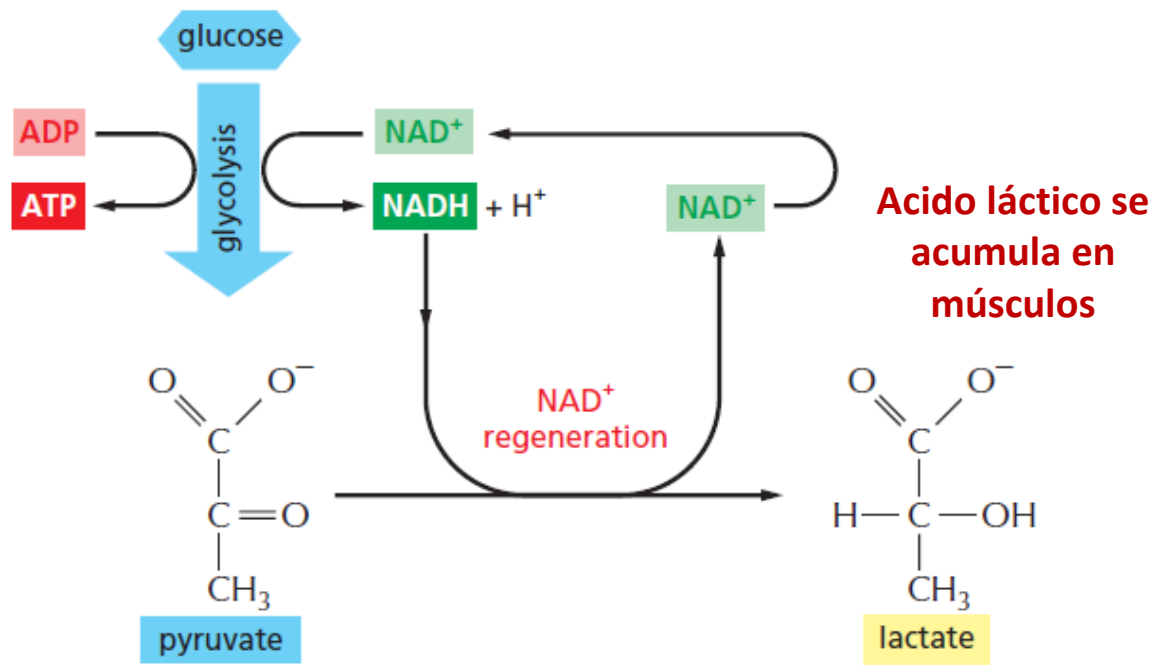 glucose
glycolysis
ADP
ATP
NAD⁺
NADH + H⁺
NAD⁺
Acido láctico se
acumula en
músculos
NAD⁺
regeneration
O O⁻
C
C=O
CH₃
pyruvate
O O⁻
C
H—C—OH
CH₃
lactate